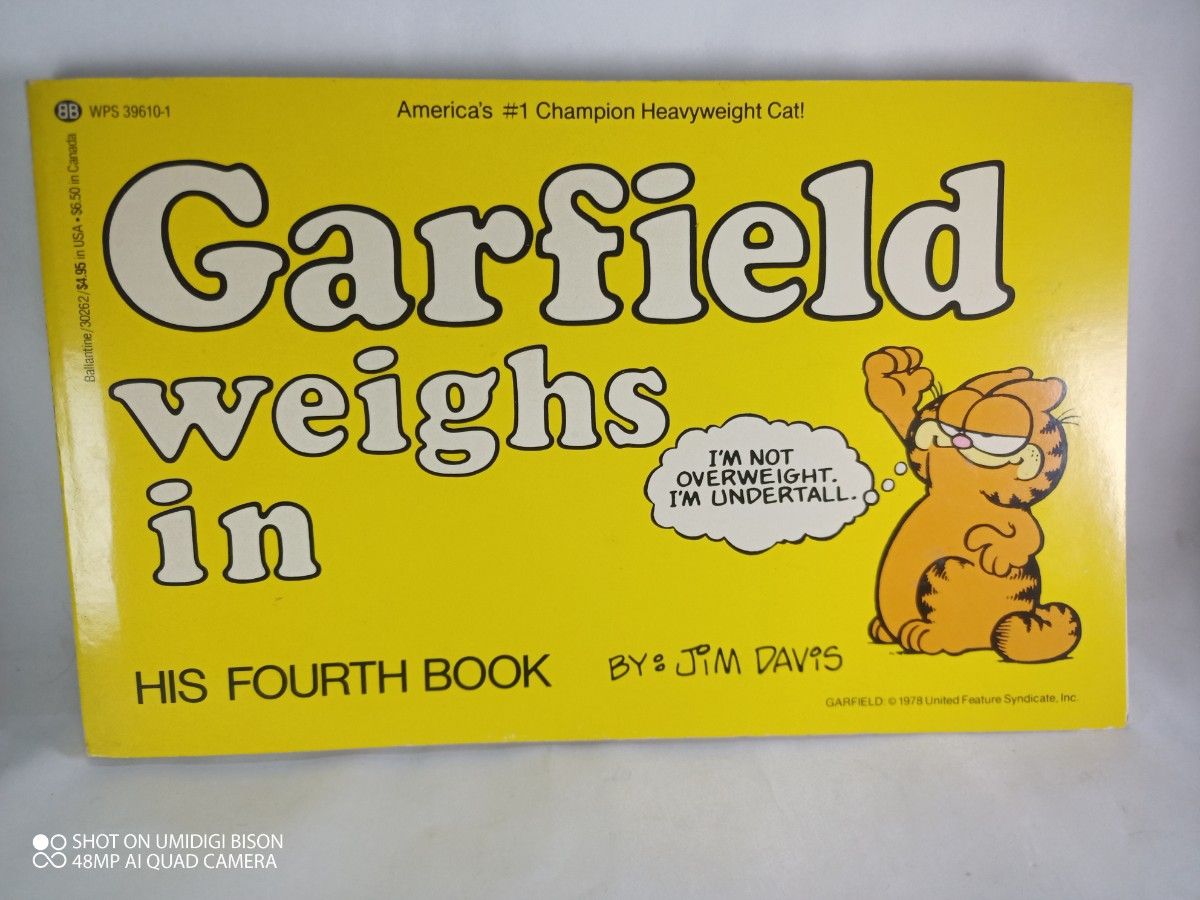 BB WPS 39610-1
America's #1 Champion Heavyweight Cat!
Ballantine/30262/$4.95 in USA • $6.50 in Canada
Garfield
weighs
in
I'M NOT
OVERWEIGHT.
I'M UNDERTALL.
HIS FOURTH BOOK
BY: JIM DAVIS
GARFIELD: © 1978 United Feature Syndicate, Inc.
SHOT ON UMIDIGI BISON
48MP AI QUAD CAMERA